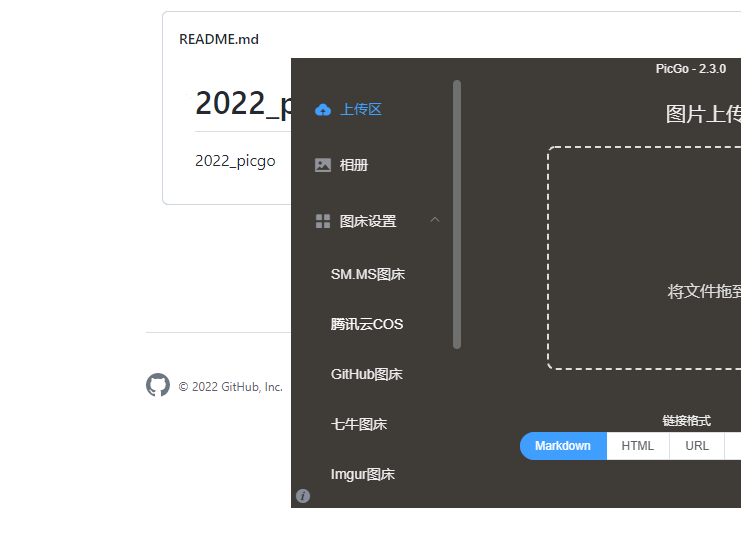 README.md
2022_p
2022_picgo
© 2022 GitHub, Inc.
PicGo - 2.3.0
上传区
相册
图床设置
SM.MS图床
腾讯云COS
GitHub图床
七牛图床
Imgur图床
图片上传
将文件拖到
链接格式
Markdown HTML URL